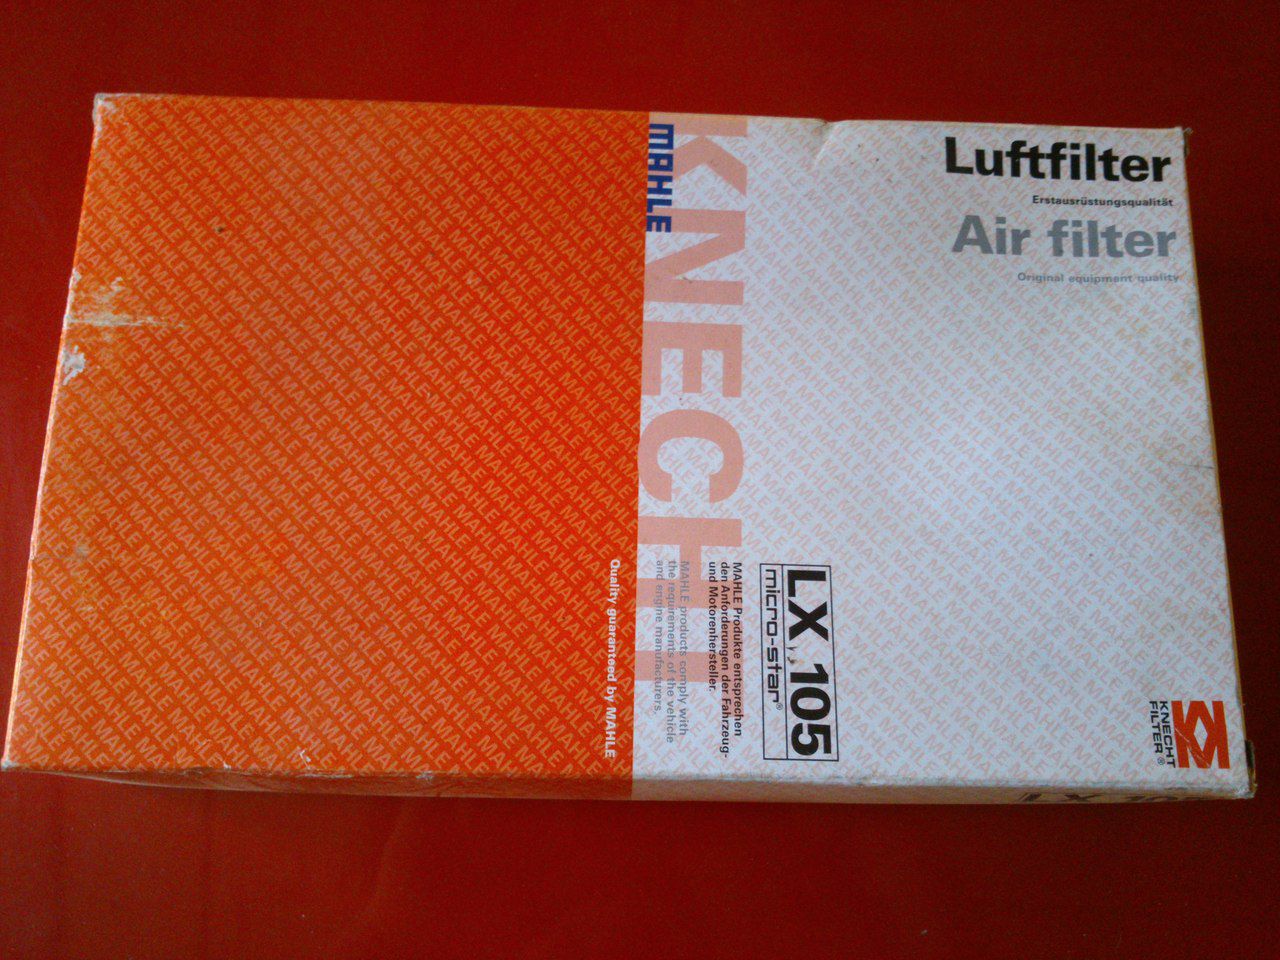 Luftfilter
Erstausrüstungsqualität
Air filter
Original equipment quality
MAHLE
KNECHT
LX 105
micro-star®
MAHLE Produkte entsprechen
den Anforderungen der Fahrzeug-
und Motorenhersteller.
MAHLE products comply with
the requirements of the vehicle
and engine manufacturers.
Quality guaranteed by MAHLE
KNECHT
FILTER®
LX 105